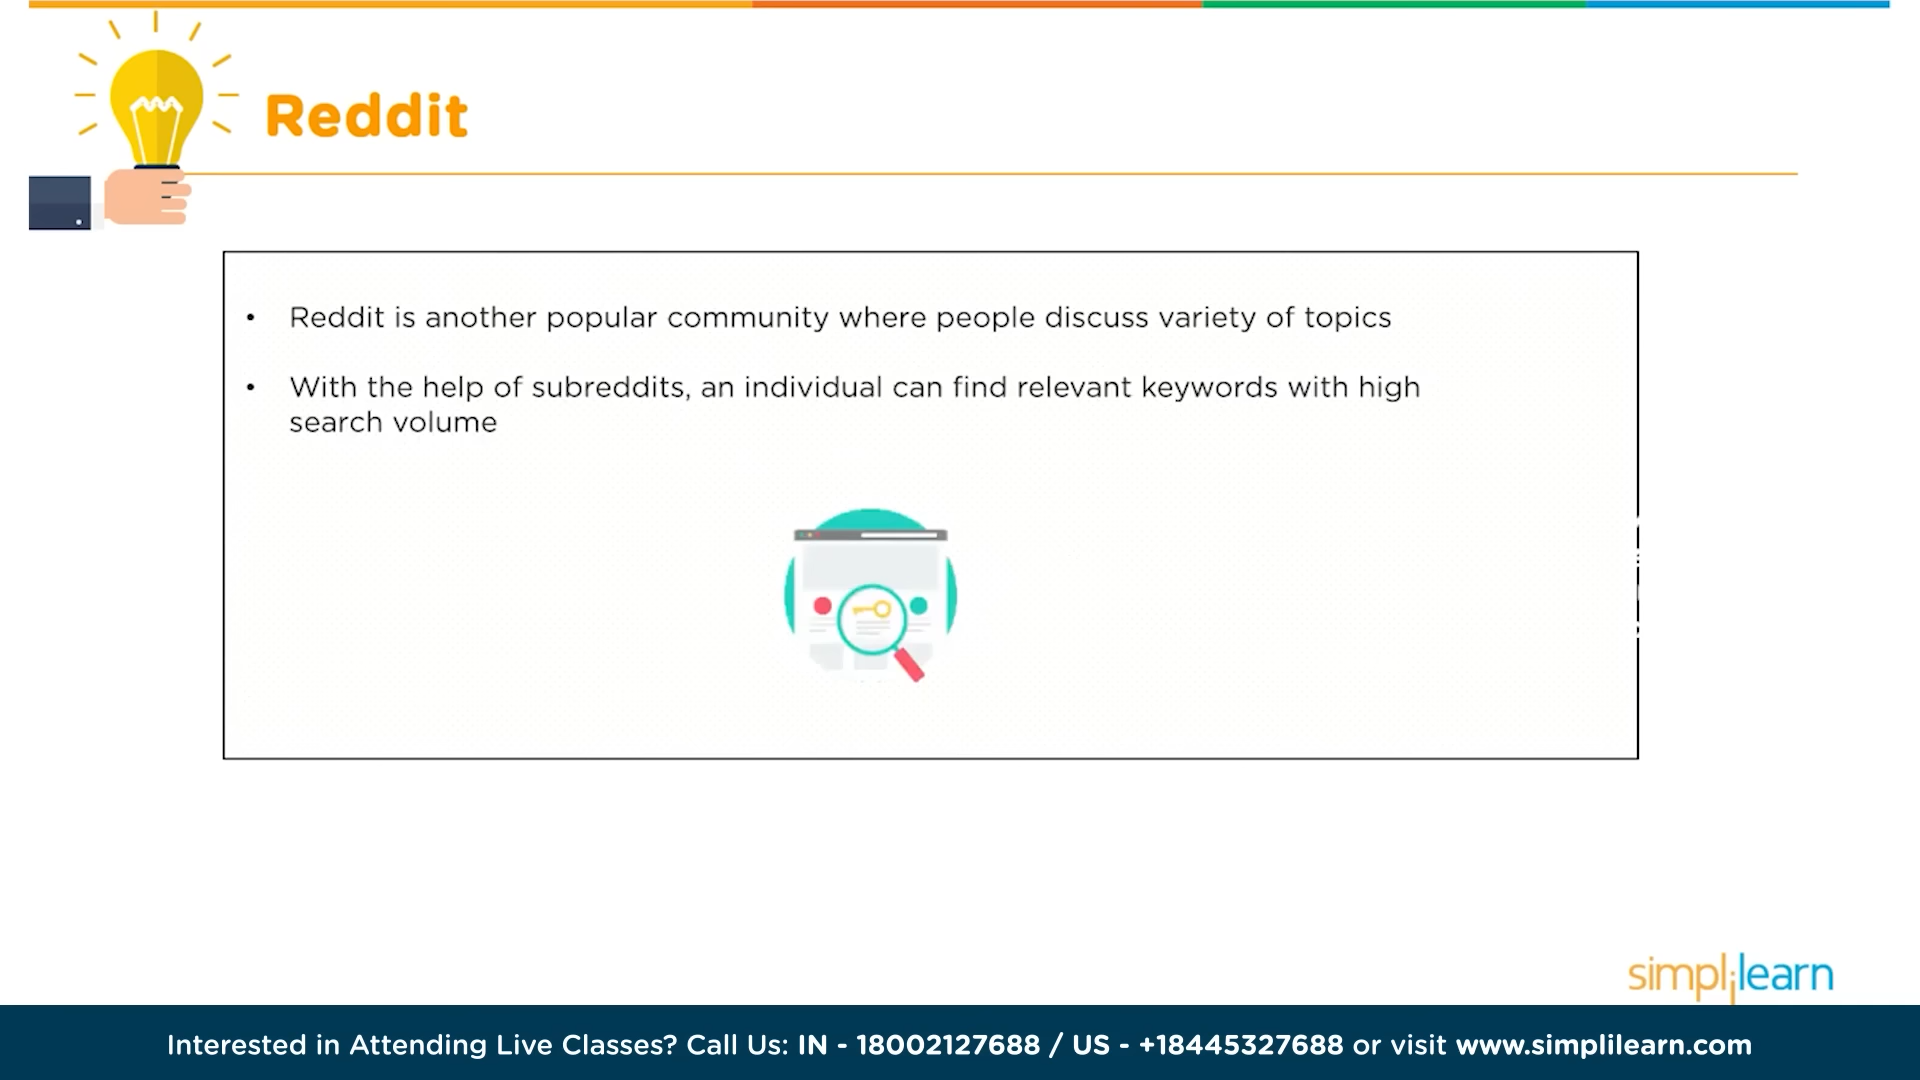 Reddit
• Reddit is another popular community where people discuss variety of topics
• With the help of subreddits, an individual can find relevant keywords with high
search volume
simplilearn
Interested in Attending Live Classes? Call Us: IN - 18002127688 / US - +18445327688 or visit www.simplilearn.com